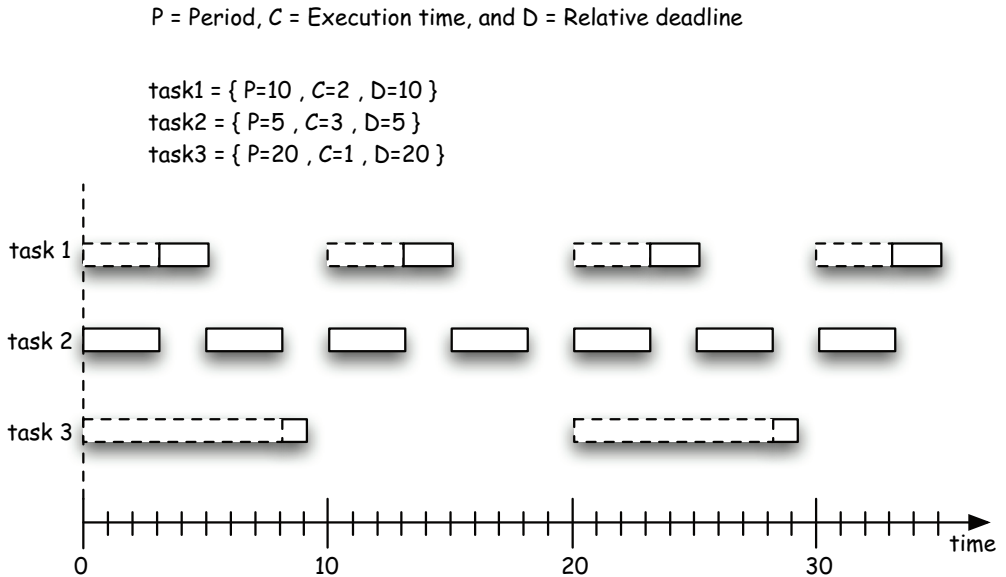 P = Period, C = Execution time, and D = Relative deadline
task1 = { P=10 , C=2 , D=10 }
task2 = { P=5 , C=3 , D=5 }
task3 = { P=20 , C=1 , D=20 }
task 1
task 2
task 3
time
0 10 20 30